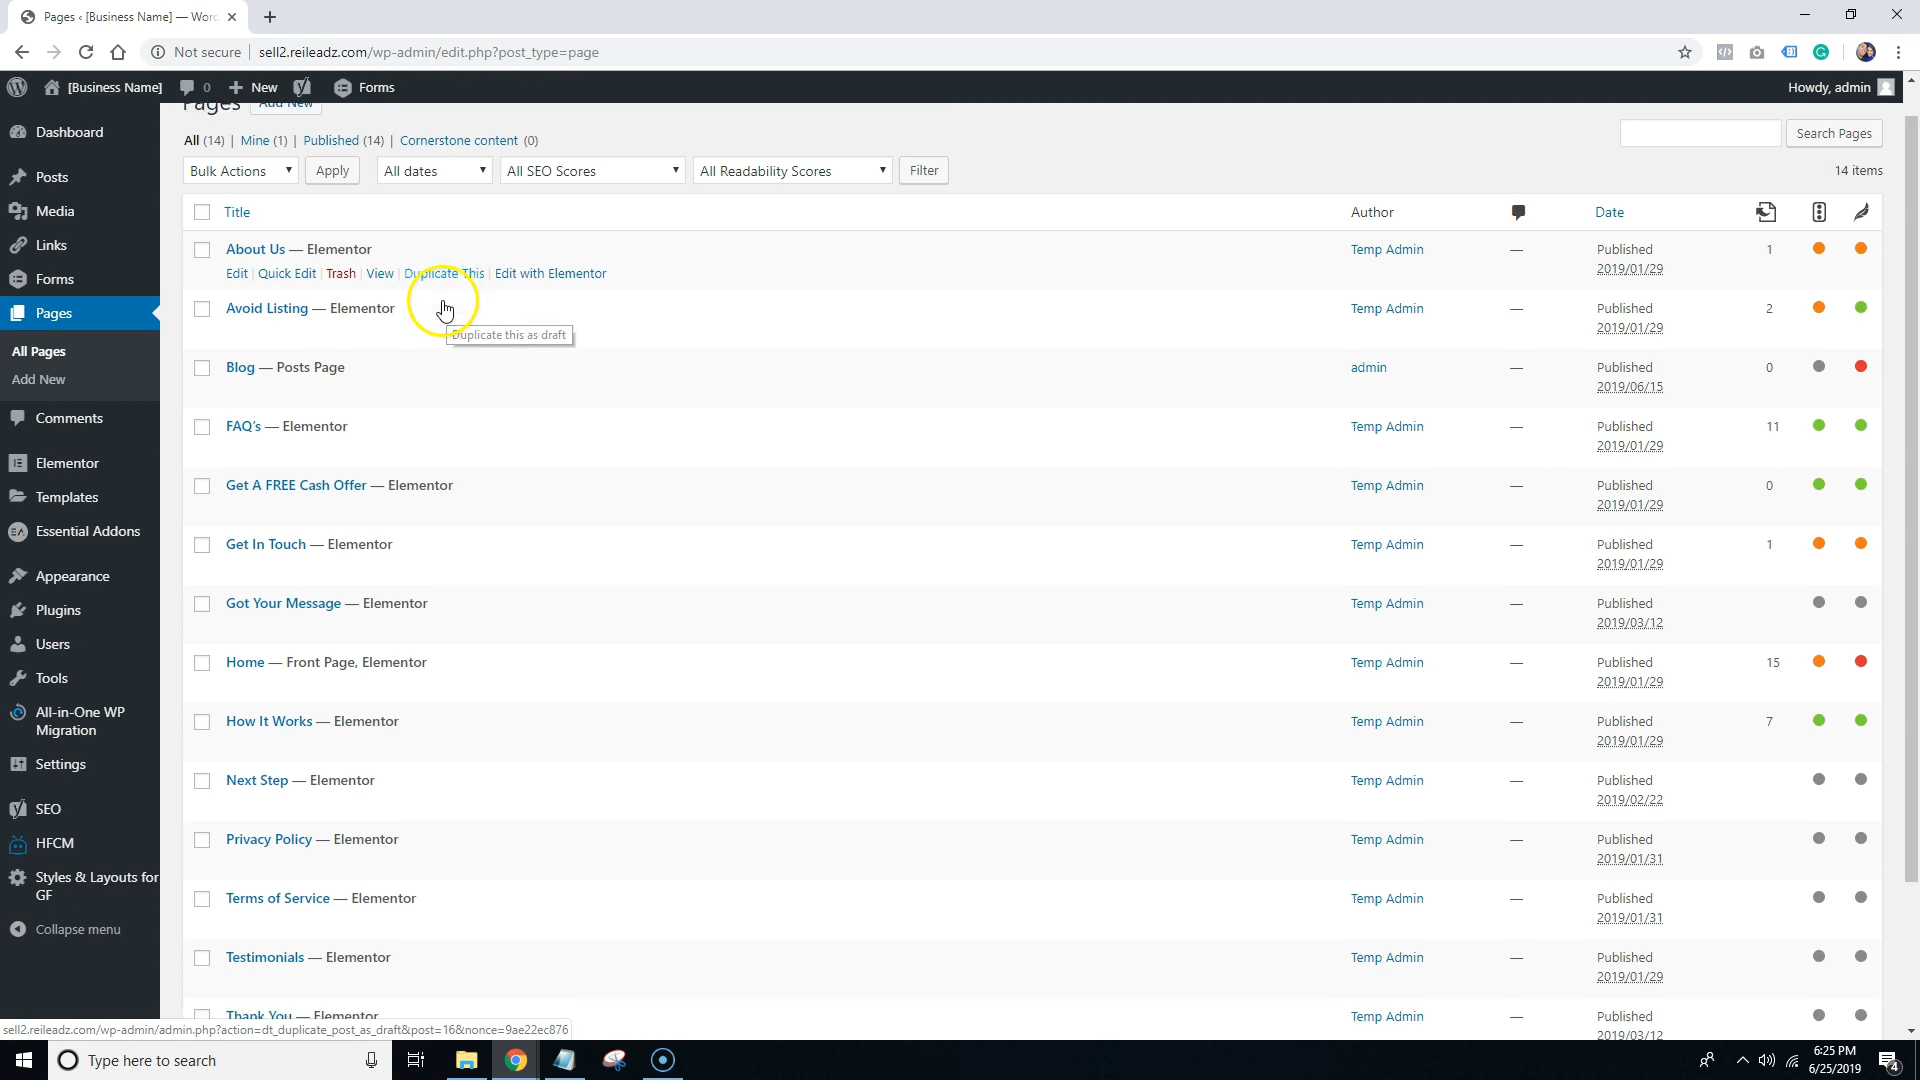 Pages ‹ [Business Name] — Word
Not secure | sell2.reileadz.com/wp-admin/edit.php?post_type=page
[Business Name] 0 New Forms Howdy, admin
Pages Add New
Dashboard
Posts
Media
Links
Forms
Pages
All Pages
Add New
Comments
Elementor
Templates
Essential Addons
Appearance
Plugins
Users
Tools
All-in-One WP
Migration
Settings
SEO
HFCM
Styles & Layouts for
GF
Collapse menu
All (14) | Mine (1) | Published (14) | Cornerstone content (0)
Search Pages
Bulk Actions Apply All dates All SEO Scores All Readability Scores Filter 14 items
Title Author Date
About Us — Elementor Temp Admin — Published 1
2019/01/29
Edit | Quick Edit | Trash | View | Duplicate This | Edit with Elementor
Avoid Listing — Elementor Temp Admin — Published 2
2019/01/29
Duplicate this as draft
Blog — Posts Page admin — Published 0
2019/06/15
FAQ's — Elementor Temp Admin — Published 11
2019/01/29
Get A FREE Cash Offer — Elementor Temp Admin — Published 0
2019/01/29
Get In Touch — Elementor Temp Admin — Published 1
2019/01/29
Got Your Message — Elementor Temp Admin — Published
2019/03/12
Home — Front Page, Elementor Temp Admin — Published 15
2019/01/29
How It Works — Elementor Temp Admin — Published 7
2019/01/29
Next Step — Elementor Temp Admin — Published
2019/02/22
Privacy Policy — Elementor Temp Admin — Published
2019/01/31
Terms of Service — Elementor Temp Admin — Published
2019/01/31
Testimonials — Elementor Temp Admin — Published
2019/01/29
Thank You — Elementor Temp Admin — Published
2019/03/12
sell2.reileadz.com/wp-admin/admin.php?action=dt_duplicate_post_as_draft&post=16&nonce=9ae22ec876
Type here to search
6:25 PM
6/25/2019
4